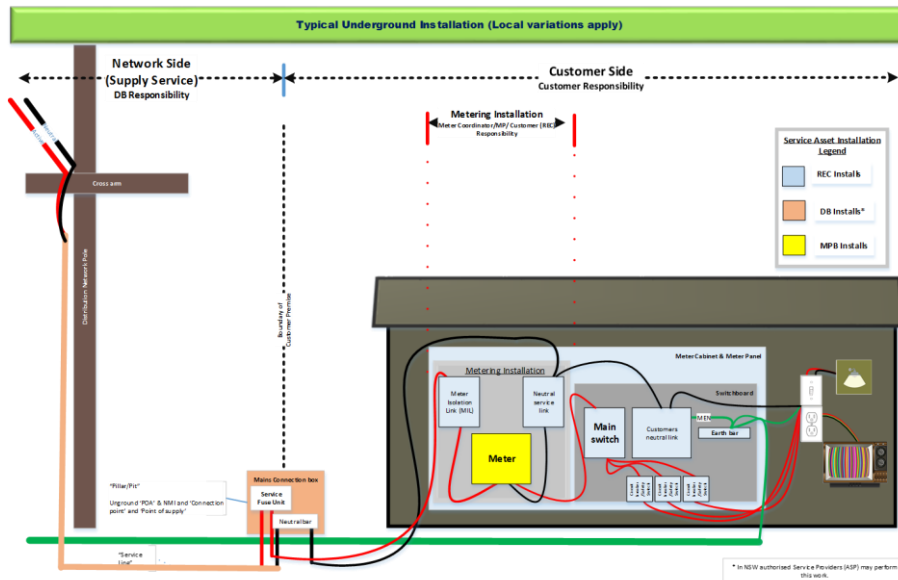 Typical Underground Installation (Local variations apply)
Network Side
(Supply Service)
DB Responsibility
Customer Side
Customer Responsibility
Metering Installation
Meter Coordinator/MP/ Customer (REC)
Responsibility
Service Asset Installation
Legend
REC Installs
DB Installs*
MPB Installs
Active
Neutral
Cross arm
Distribution Network Pole
Boundary of
Customer Premise
Meter Cabinet & Meter Panel
Metering Installation
Meter
Isolation
Link (MIL)
Neutral
service
link
Meter
Switchboard
Main
switch
Customers
neutral link
MEN
Earth bar
Mains Connection box
Service
Fuse Unit
Neutral bar
"Pillar/Pit"
Unground 'POA' & NMI and 'Connection
point' and 'Point of supply'
"Service
Line"
* In NSW authorised Service Providers (ASP) may perform
this work.